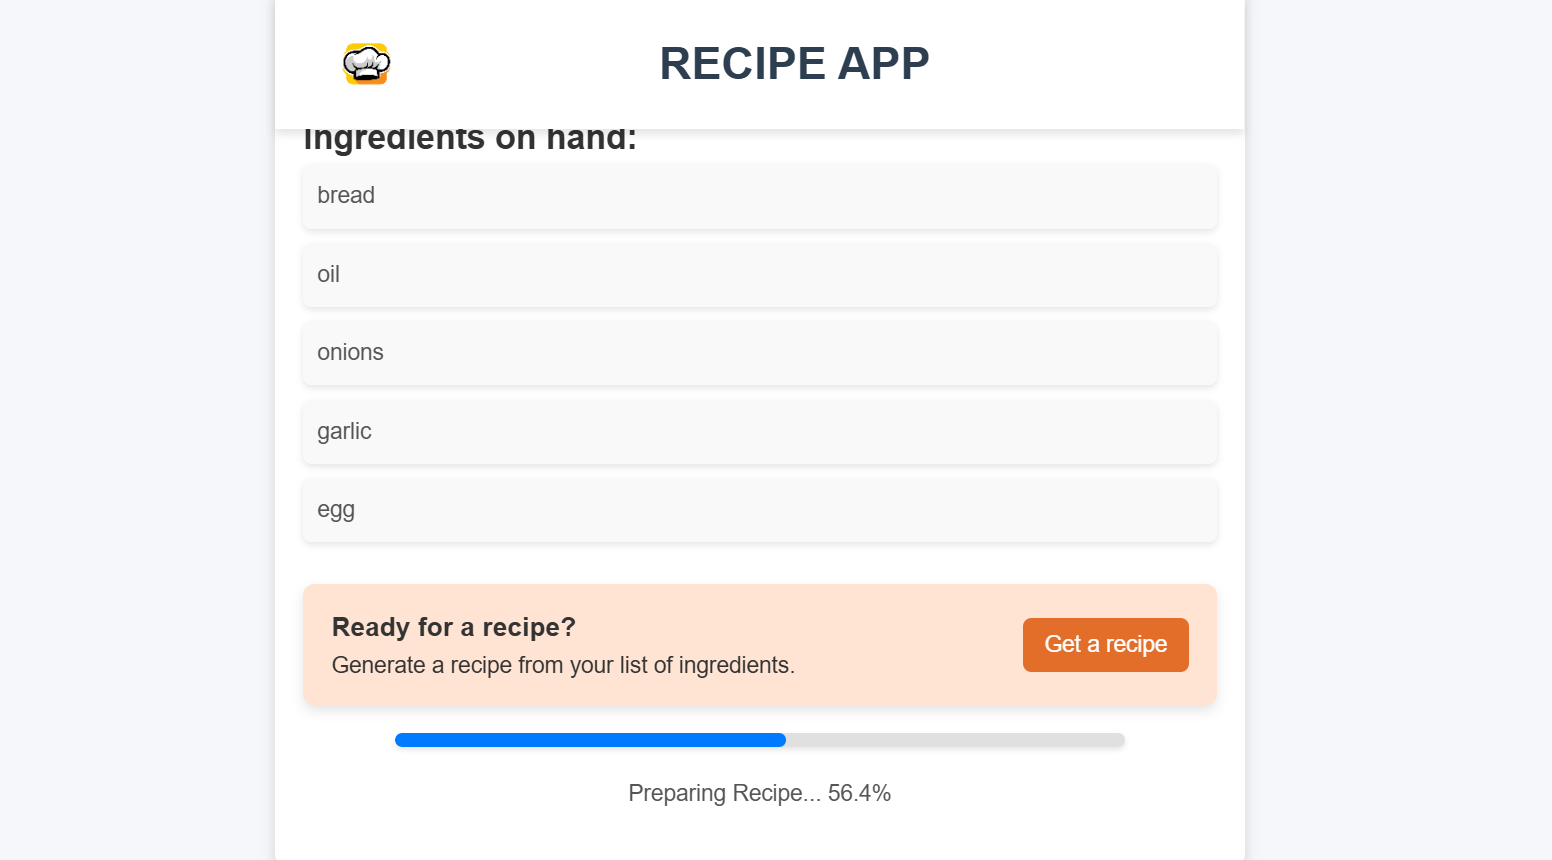 RECIPE APP
Ingredients on hand:
bread
oil
onions
garlic
egg
Ready for a recipe?
Generate a recipe from your list of ingredients.
Get a recipe
Preparing Recipe... 56.4%